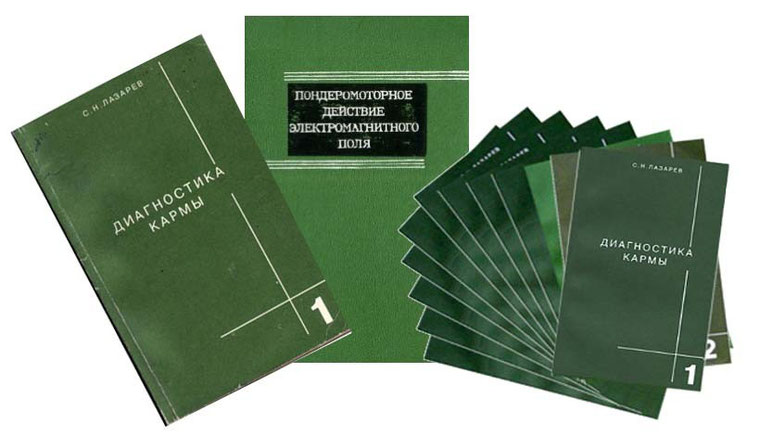 С.Н. ЛАЗАРЕВ
ДИАГНОСТИКА
КАРМЫ
1
ПОНДЕРОМОТОРНОЕ
ДЕЙСТВИЕ
ЭЛЕКТРОМАГНИТНОГО
ПОЛЯ
С.Н.ЛАЗАРЕВ
ДИАГНОСТИКА
КАРМЫ
1
2